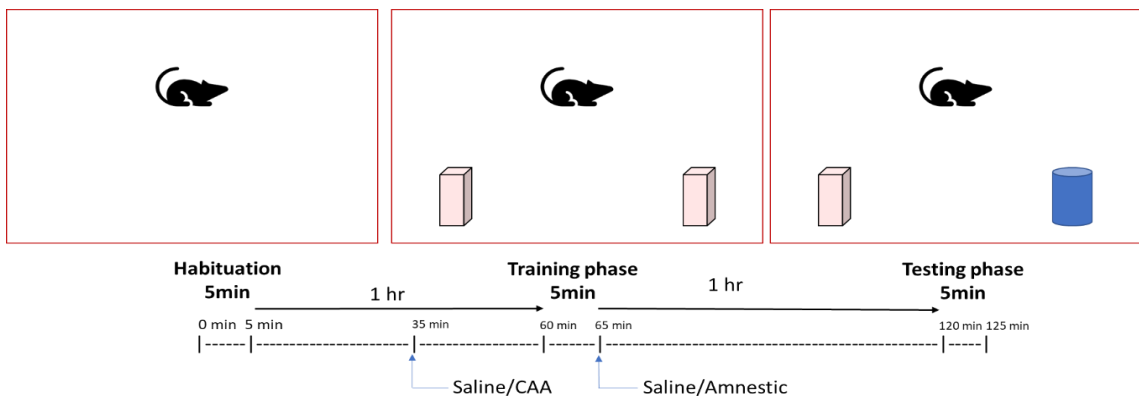 Habituation
5min
Training phase
5min
Testing phase
5min
1 hr
1 hr
0 min
5 min
35 min
60 min
65 min
120 min
125 min
Saline/CAA
Saline/Amnestic